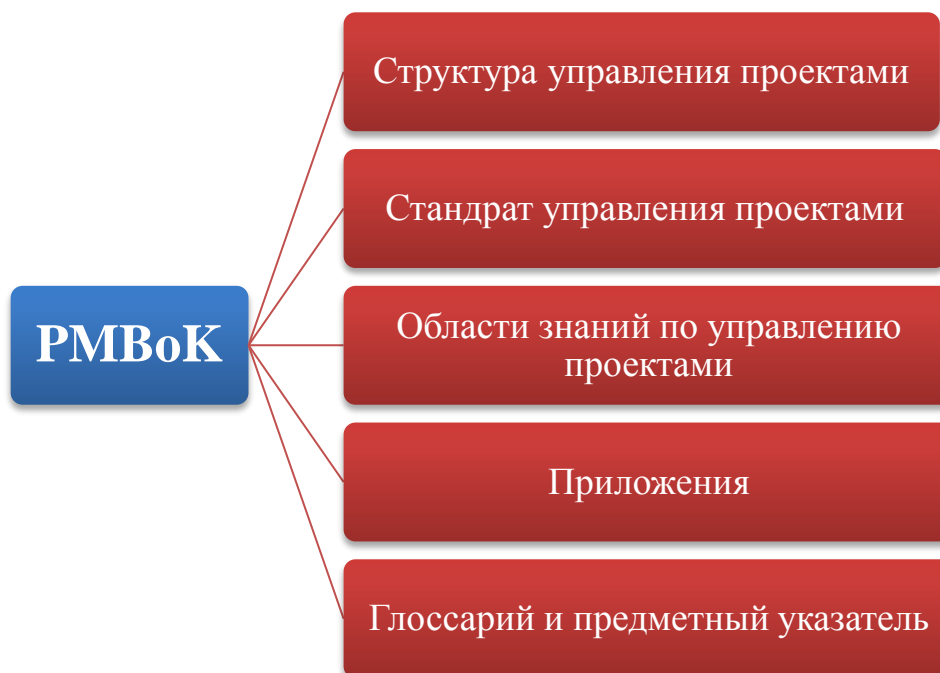 Структура управления проектами
Стандрат управления проектами
PMBoK
Области знаний по управлению
проектами
Приложения
Глоссарий и предметный указатель